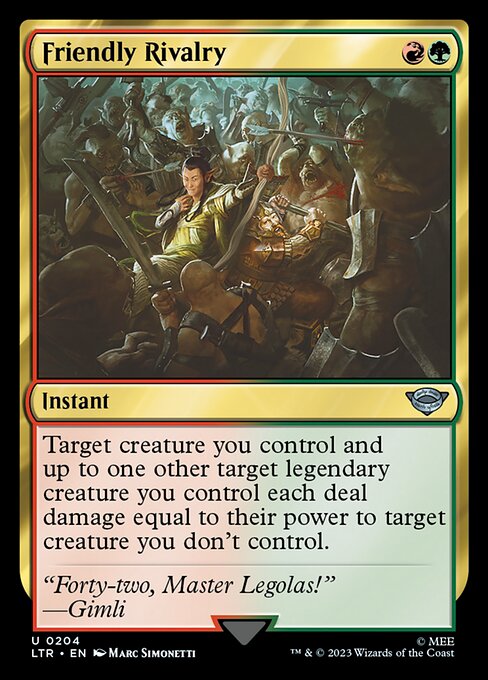 Friendly Rivalry
Instant
Target creature you control and
up to one other target legendary
creature you control each deal
damage equal to their power to target
creature you don't control.
“Forty-two, Master Legolas!”
—Gimli
U 0204
LTR • EN Marc Simonetti
© MEE
™ & © 2023 Wizards of the Coast